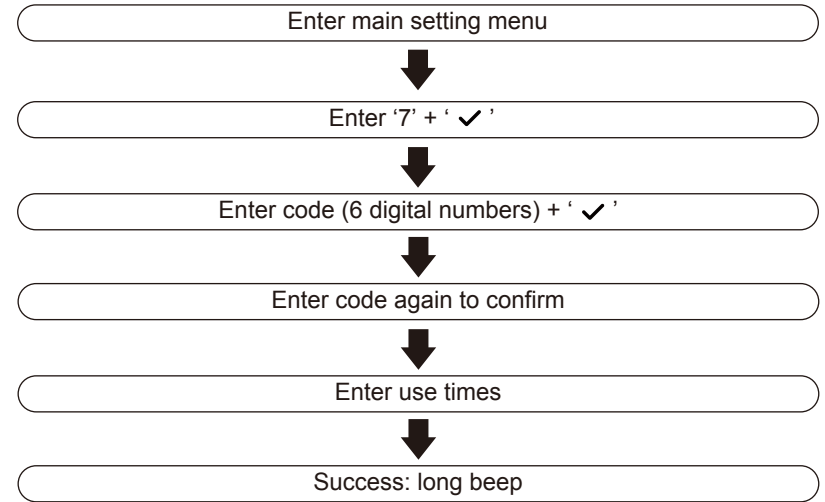 Enter main setting menu
Enter ‘7’ + ‘ ✓ ’
Enter code (6 digital numbers) + ‘ ✓ ’
Enter code again to confirm
Enter use times
Success: long beep